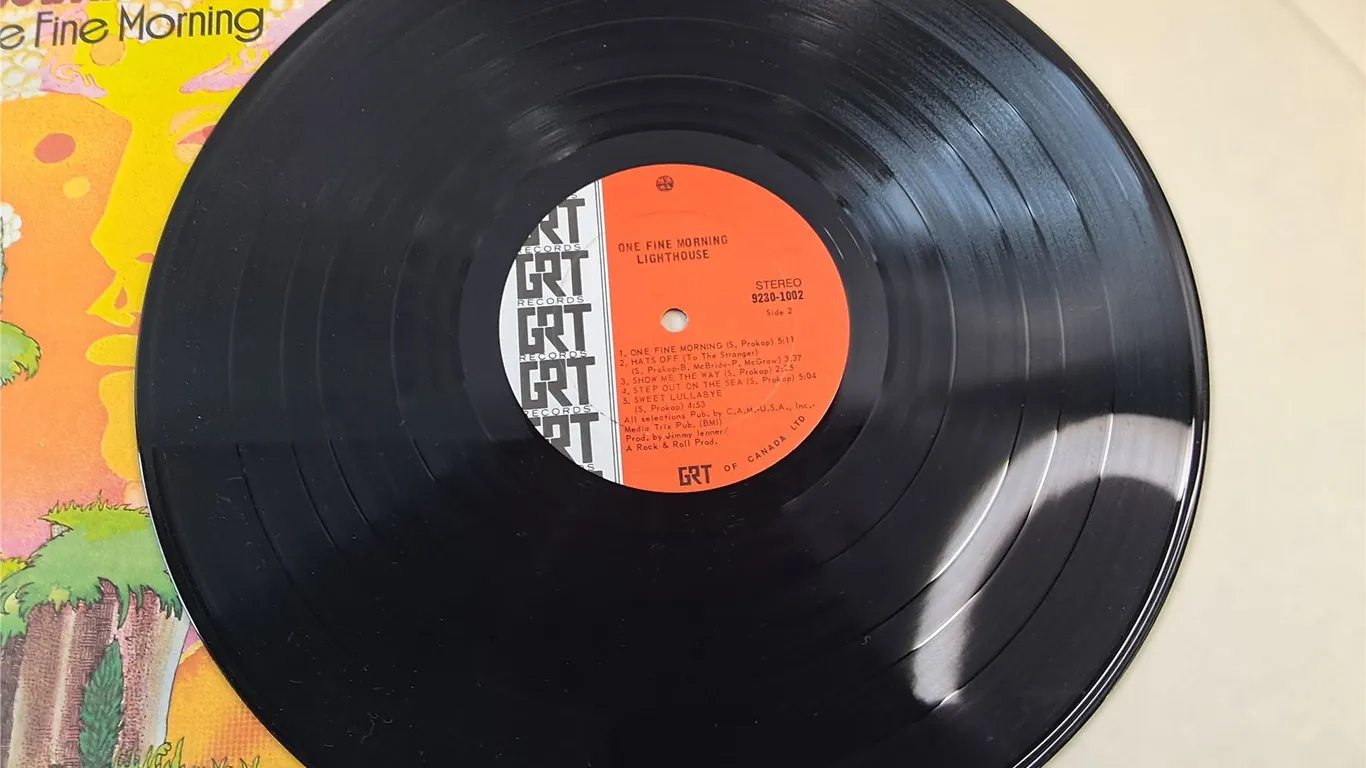 e Fine Morning
GRT
RECORDS
GRT
RECORDS
GRT
RECORDS
GRT
RECORDS
GRT
ONE FINE MORNING
LIGHTHOUSE
STEREO
9230-1002
Side 2
1. ONE FINE MORNING (S. Prokop) 5:11
2. HATS OFF (To The Stranger)
(S. Prokop-B. McBride-P. McGraw) 3.37
3. SHOW ME THE WAY (S. Prokop) 2:25
4. STEP OUT ON THE SEA (S. Prokop) 5:04
5. SWEET LULLABYE
(S. Prokop) 4:53
All selections Pub. by C.A.M.-U.S.A., Inc.-
Media Trix Pub. (BMI)
Prod. by Jimmy Ienner/
A Rock & Roll Prod.
GRT OF CANADA LTD